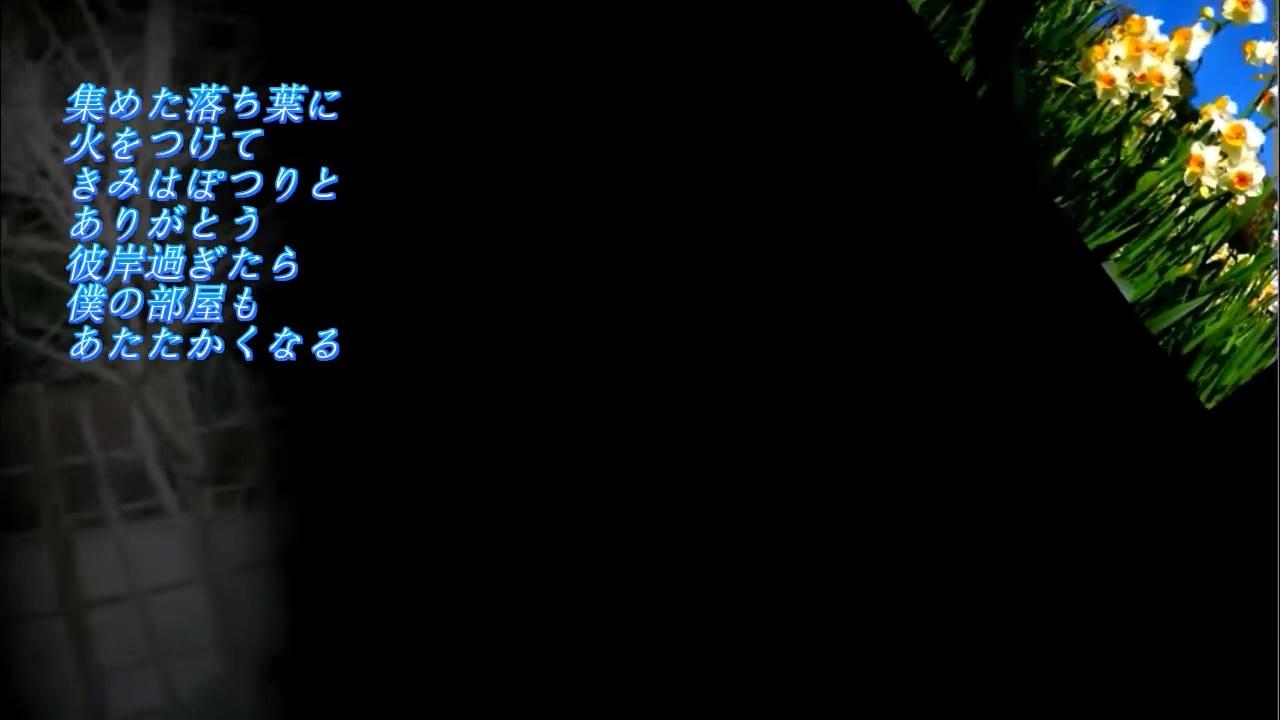 集めた落ち葉に
火をつけて
きみはぽつりと
ありがとう
彼岸過ぎたら
僕の部屋も
あたたかくなる